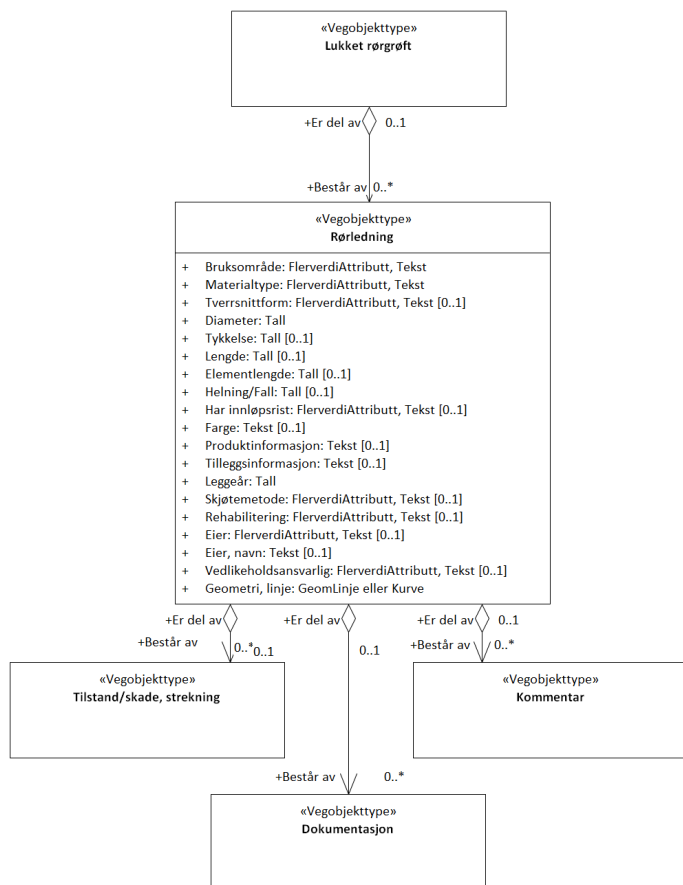 «Vegobjekttype»
Lukket rørgrøft
+Er del av 0..1
+Består av 0..*
«Vegobjekttype»
Rørledning
+ Bruksområde: FlerverdiAttributt, Tekst
+ Materialtype: FlerverdiAttributt, Tekst
+ Tverrsnittform: FlerverdiAttributt, Tekst [0..1]
+ Diameter: Tall
+ Tykkelse: Tall [0..1]
+ Lengde: Tall [0..1]
+ Elementlengde: Tall [0..1]
+ Helning/Fall: Tall [0..1]
+ Har innløpsrist: FlerverdiAttributt, Tekst [0..1]
+ Farge: Tekst [0..1]
+ Produktinformasjon: Tekst [0..1]
+ Tilleggsinformasjon: Tekst [0..1]
+ Leggeår: Tall
+ Skjøtemetode: FlerverdiAttributt, Tekst [0..1]
+ Rehabilitering: FlerverdiAttributt, Tekst [0..1]
+ Eier: FlerverdiAttributt, Tekst [0..1]
+ Eier, navn: Tekst [0..1]
+ Vedlikeholdsansvarlig: FlerverdiAttributt, Tekst [0..1]
+ Geometri, linje: GeomLinje eller Kurve
+Er del av +Er del av +Er del av 0..1
+Består av 0..* 0..1 0..1 +Består av 0..*
«Vegobjekttype»
Tilstand/skade, strekning
«Vegobjekttype»
Kommentar
+Består av 0..*
«Vegobjekttype»
Dokumentasjon